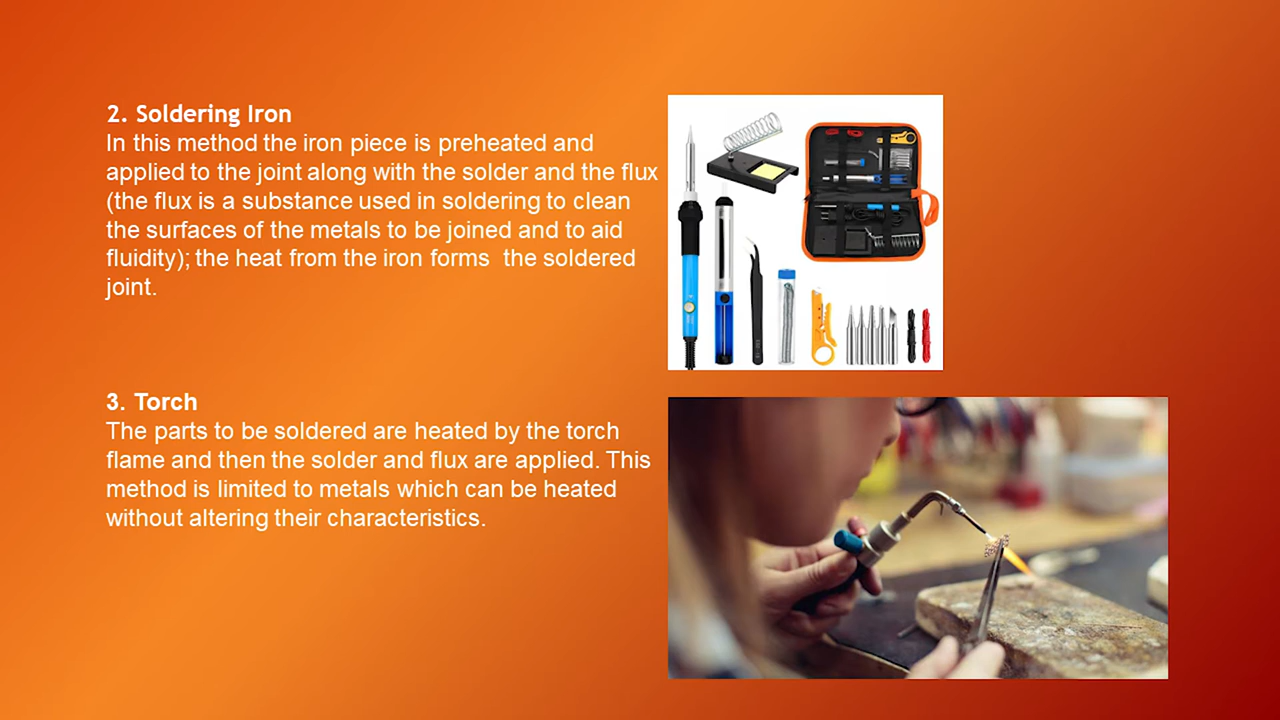 2. Soldering Iron
In this method the iron piece is preheated and
applied to the joint along with the solder and the flux
(the flux is a substance used in soldering to clean
the surfaces of the metals to be joined and to aid
fluidity); the heat from the iron forms  the soldered
joint.
3. Torch
The parts to be soldered are heated by the torch
flame and then the solder and flux are applied. This
method is limited to metals which can be heated
without altering their characteristics.